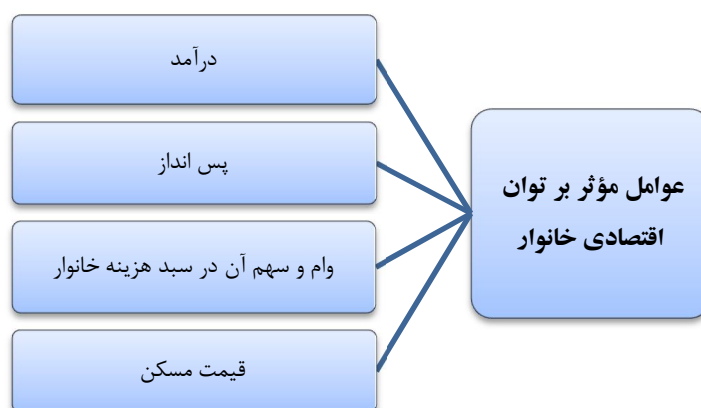 عوامل مؤثر بر توان
اقتصادی خانوار
درآمد
پس انداز
وام و سهم آن در سبد هزینه خانوار
قیمت مسکن